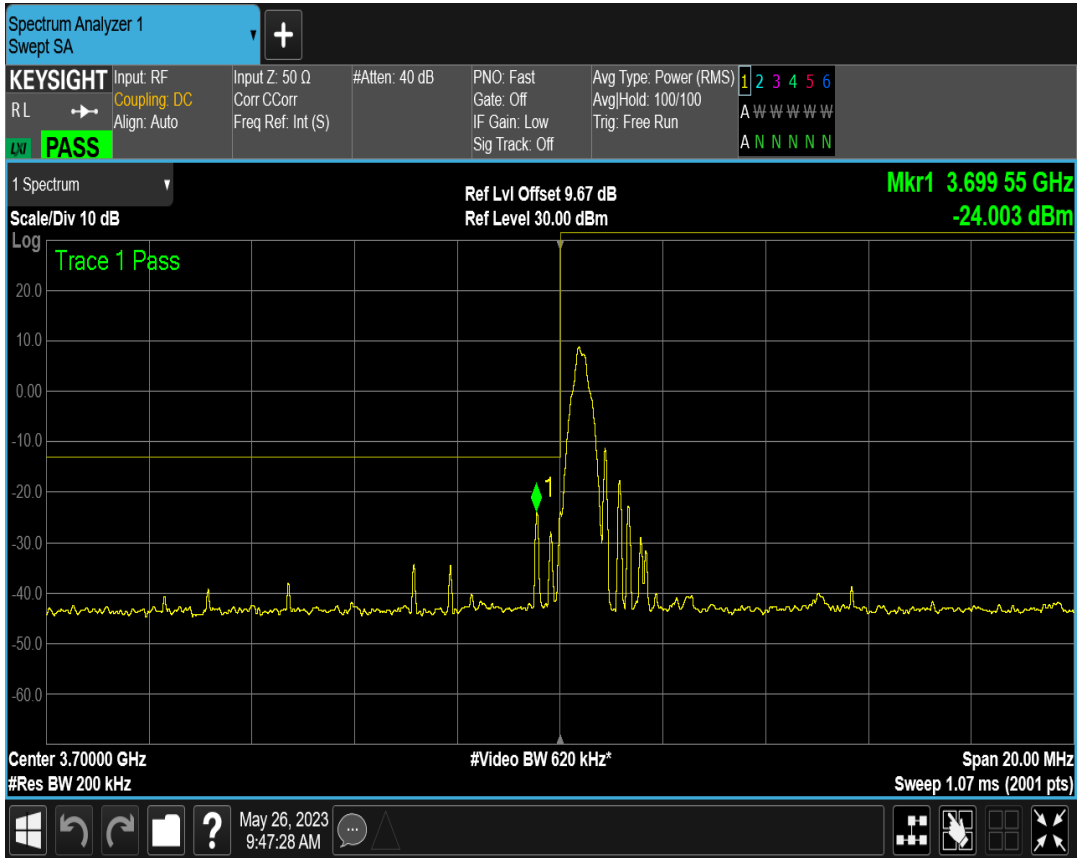 Spectrum Analyzer 1
Swept SA
+
KEYSIGHT
R L
LXI
PASS
Input: RF
Coupling: DC
Align: Auto
Input Z: 50 Ω
Corr CCorr
Freq Ref: Int (S)
#Atten: 40 dB
PNO: Fast
Gate: Off
IF Gain: Low
Sig Track: Off
Avg Type: Power (RMS)
Avg|Hold: 100/100
Trig: Free Run
1 2 3 4 5 6
A W W W W W
A N N N N N
1 Spectrum
Scale/Div 10 dB
Ref Lvl Offset 9.67 dB
Ref Level 30.00 dBm
Mkr1 3.699 55 GHz
-24.003 dBm
Log
Trace 1 Pass
20.0
10.0
0.00
-10.0
-20.0
1
-30.0
-40.0
-50.0
-60.0
Center 3.70000 GHz
#Video BW 620 kHz*
Span 20.00 MHz
#Res BW 200 kHz
Sweep 1.07 ms (2001 pts)
?
May 26, 2023
9:47:28 AM